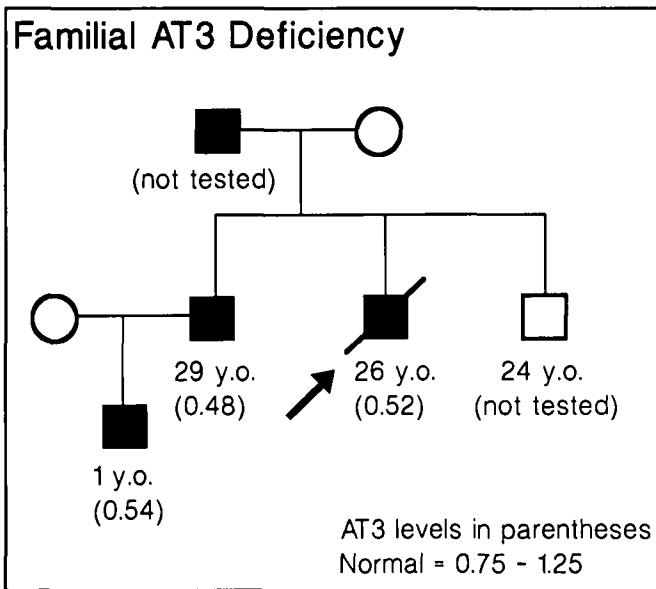 Familial AT3 Deficiency
(not tested)
29 y.o.
(0.48)
26 y.o.
(0.52)
24 y.o.
(not tested)
1 y.o.
(0.54)
AT3 levels in parentheses
Normal = 0.75 - 1.25